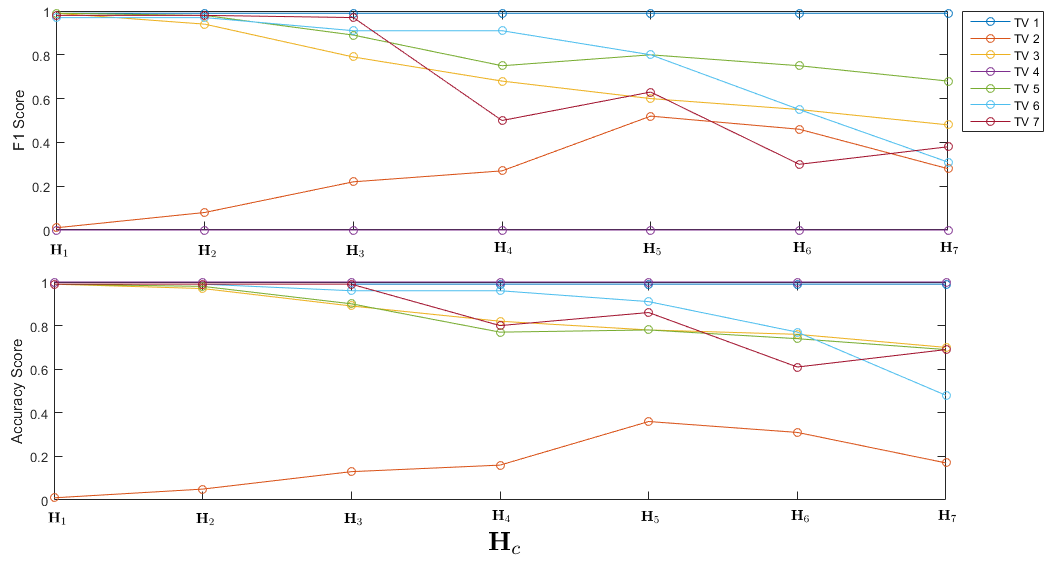 1
0.8
0.6
0.4
0.2
0
F1 Score
H₁ H₂ H₃ H₄ H₅ H₆ H₇
TV 1
TV 2
TV 3
TV 4
TV 5
TV 6
TV 7
1
0.8
0.6
0.4
0.2
0
Accuracy Score
H₁ H₂ H₃ H₄ H₅ H₆ H₇
H_c